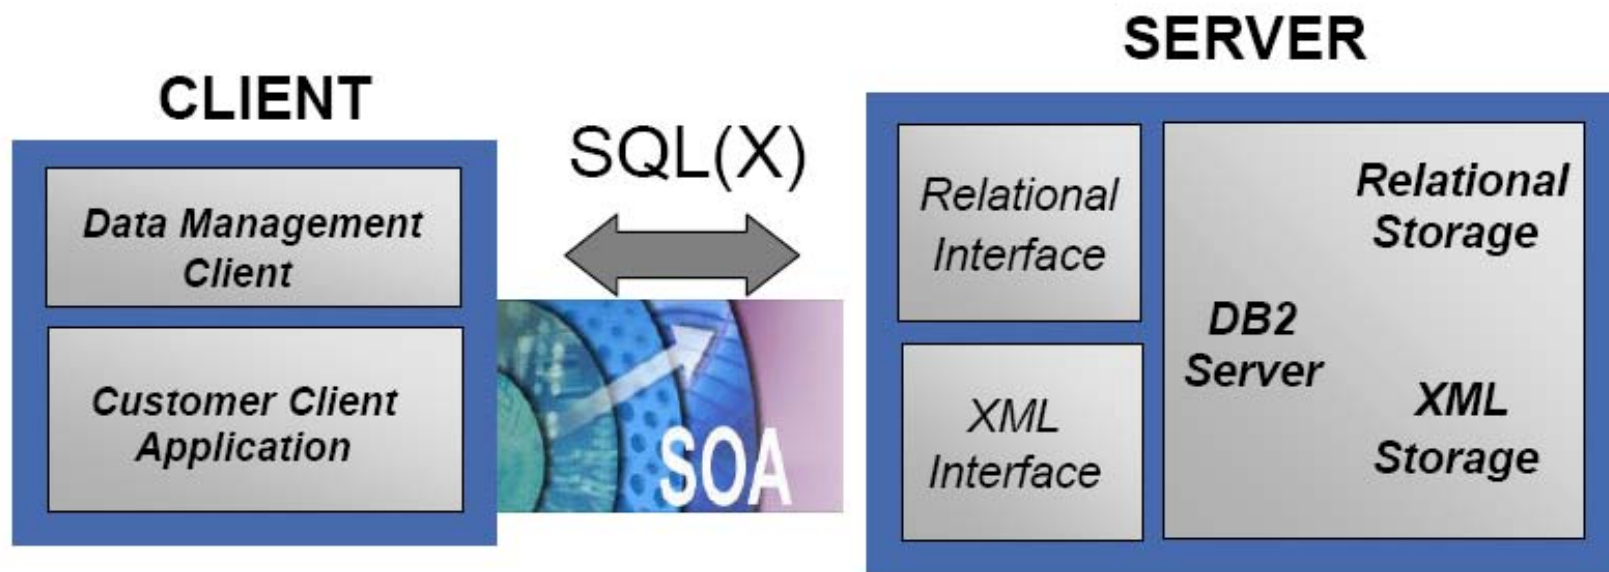 CLIENT
Data Management
Client
Customer Client
Application
SQL(X)
SOA
SERVER
Relational
Interface
XML
Interface
DB2
Server
Relational
Storage
XML
Storage